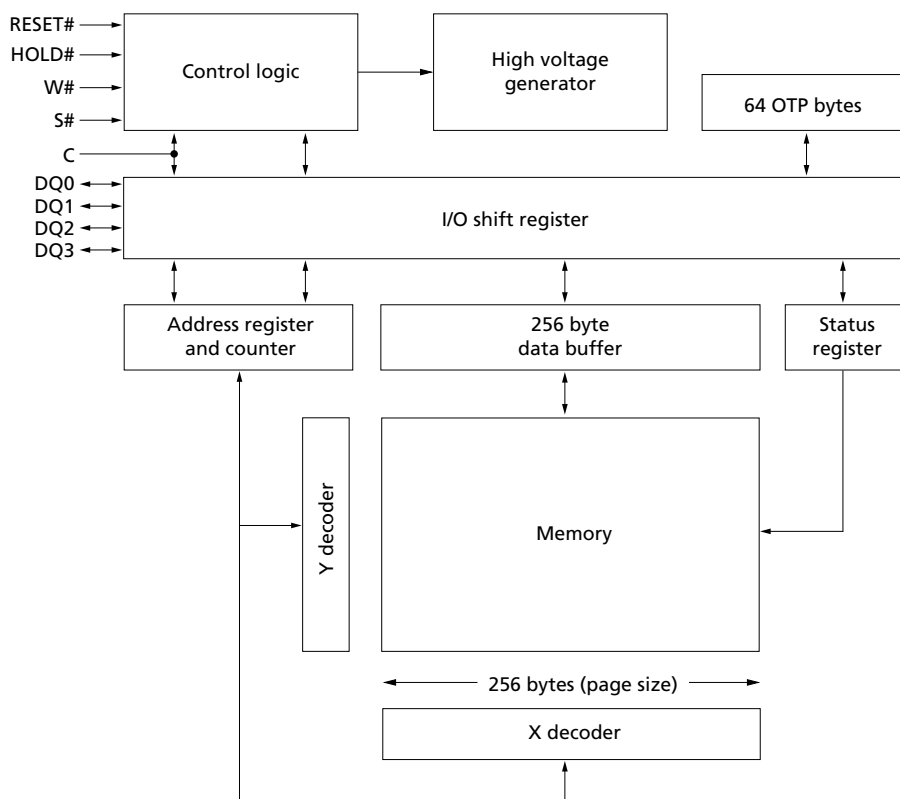 RESET#
HOLD#
W#
S#
C
Control logic
High voltage
generator
64 OTP bytes
DQ0
DQ1
DQ2
DQ3
I/O shift register
Address register
and counter
256 byte
data buffer
Status
register
Y decoder
Memory
256 bytes (page size)
X decoder